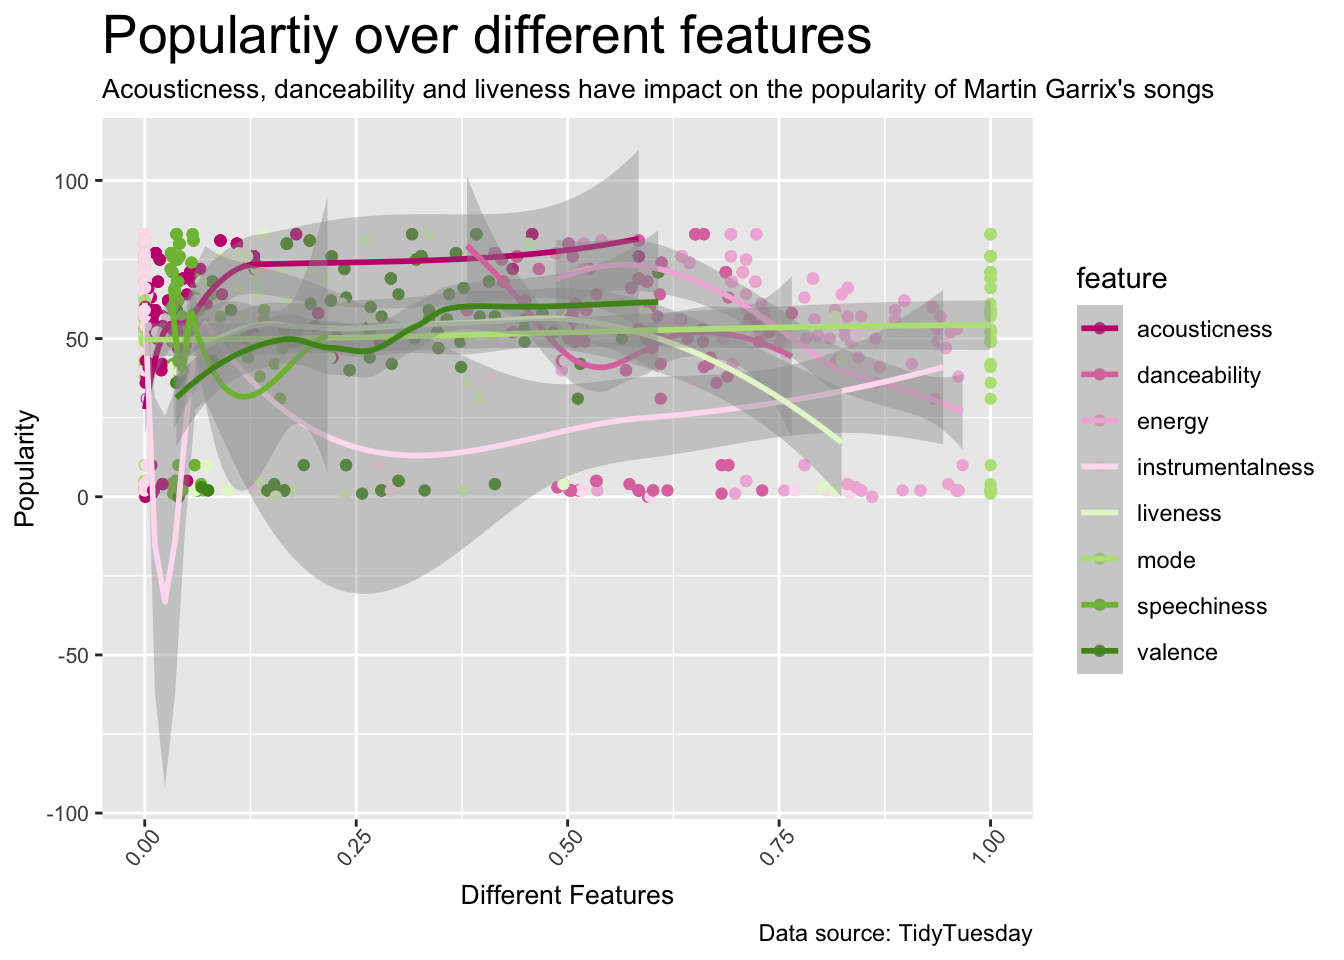 Populartiy over different features
Acousticness, danceability and liveness have impact on the popularity of Martin Garrix's songs
100
50
0
-50
-100
Popularity
0.00
0.25
0.50
0.75
1.00
Different Features
feature
acousticness
danceability
energy
instrumentalness
liveness
mode
speechiness
valence
Data source: TidyTuesday